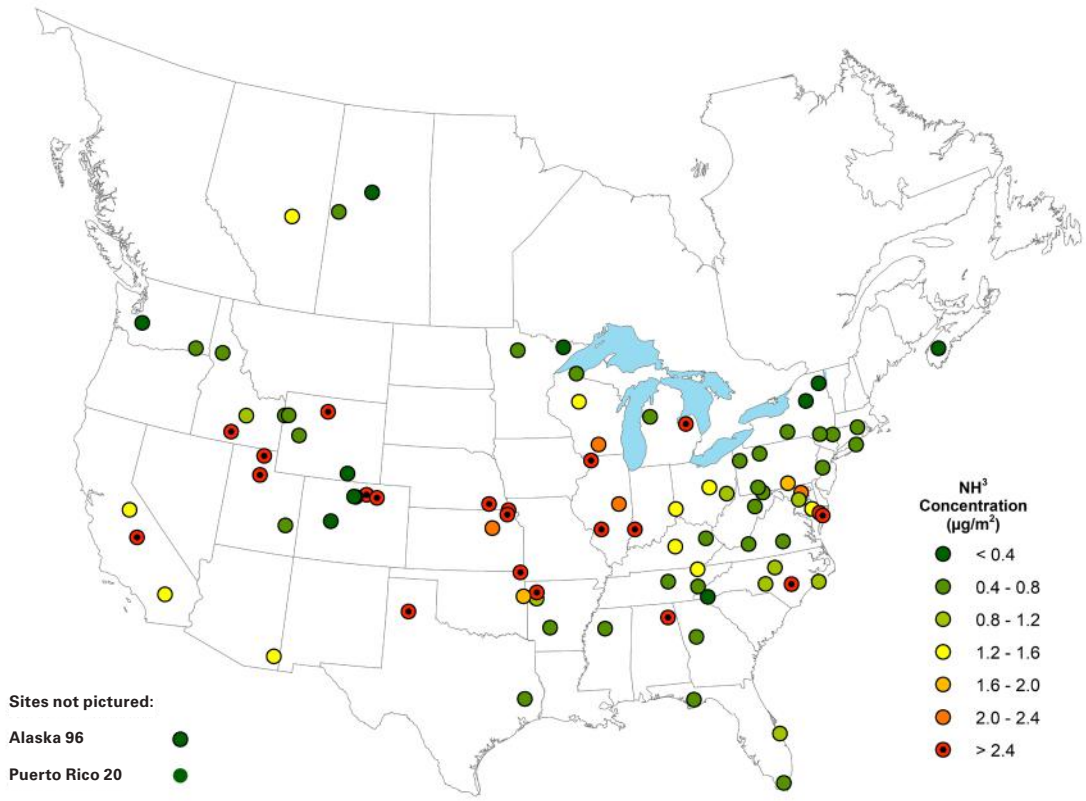 NH³
Concentration
(µg/m²)
< 0.4
0.4 - 0.8
0.8 - 1.2
1.2 - 1.6
1.6 - 2.0
2.0 - 2.4
> 2.4
Sites not pictured:
Alaska 96
Puerto Rico 20